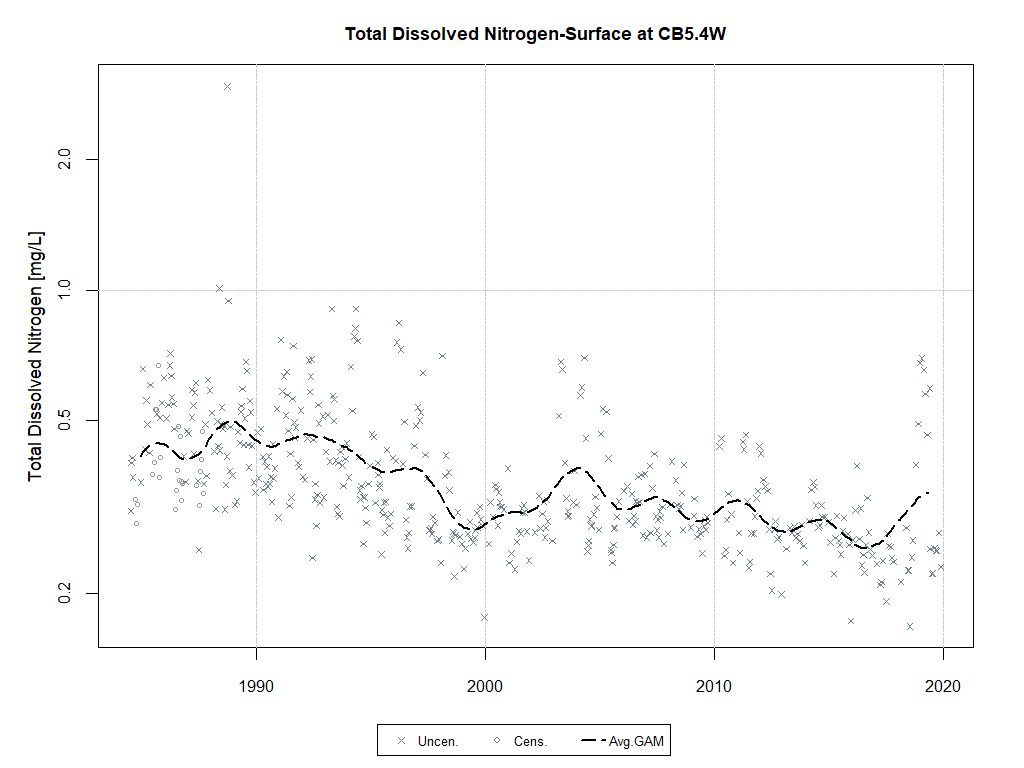 Total Dissolved Nitrogen-Surface at CB5.4W
Total Dissolved Nitrogen [mg/L]
2.0
1.0
0.5
0.2
1990 2000 2010 2020
Uncen. Cens. Avg.GAM